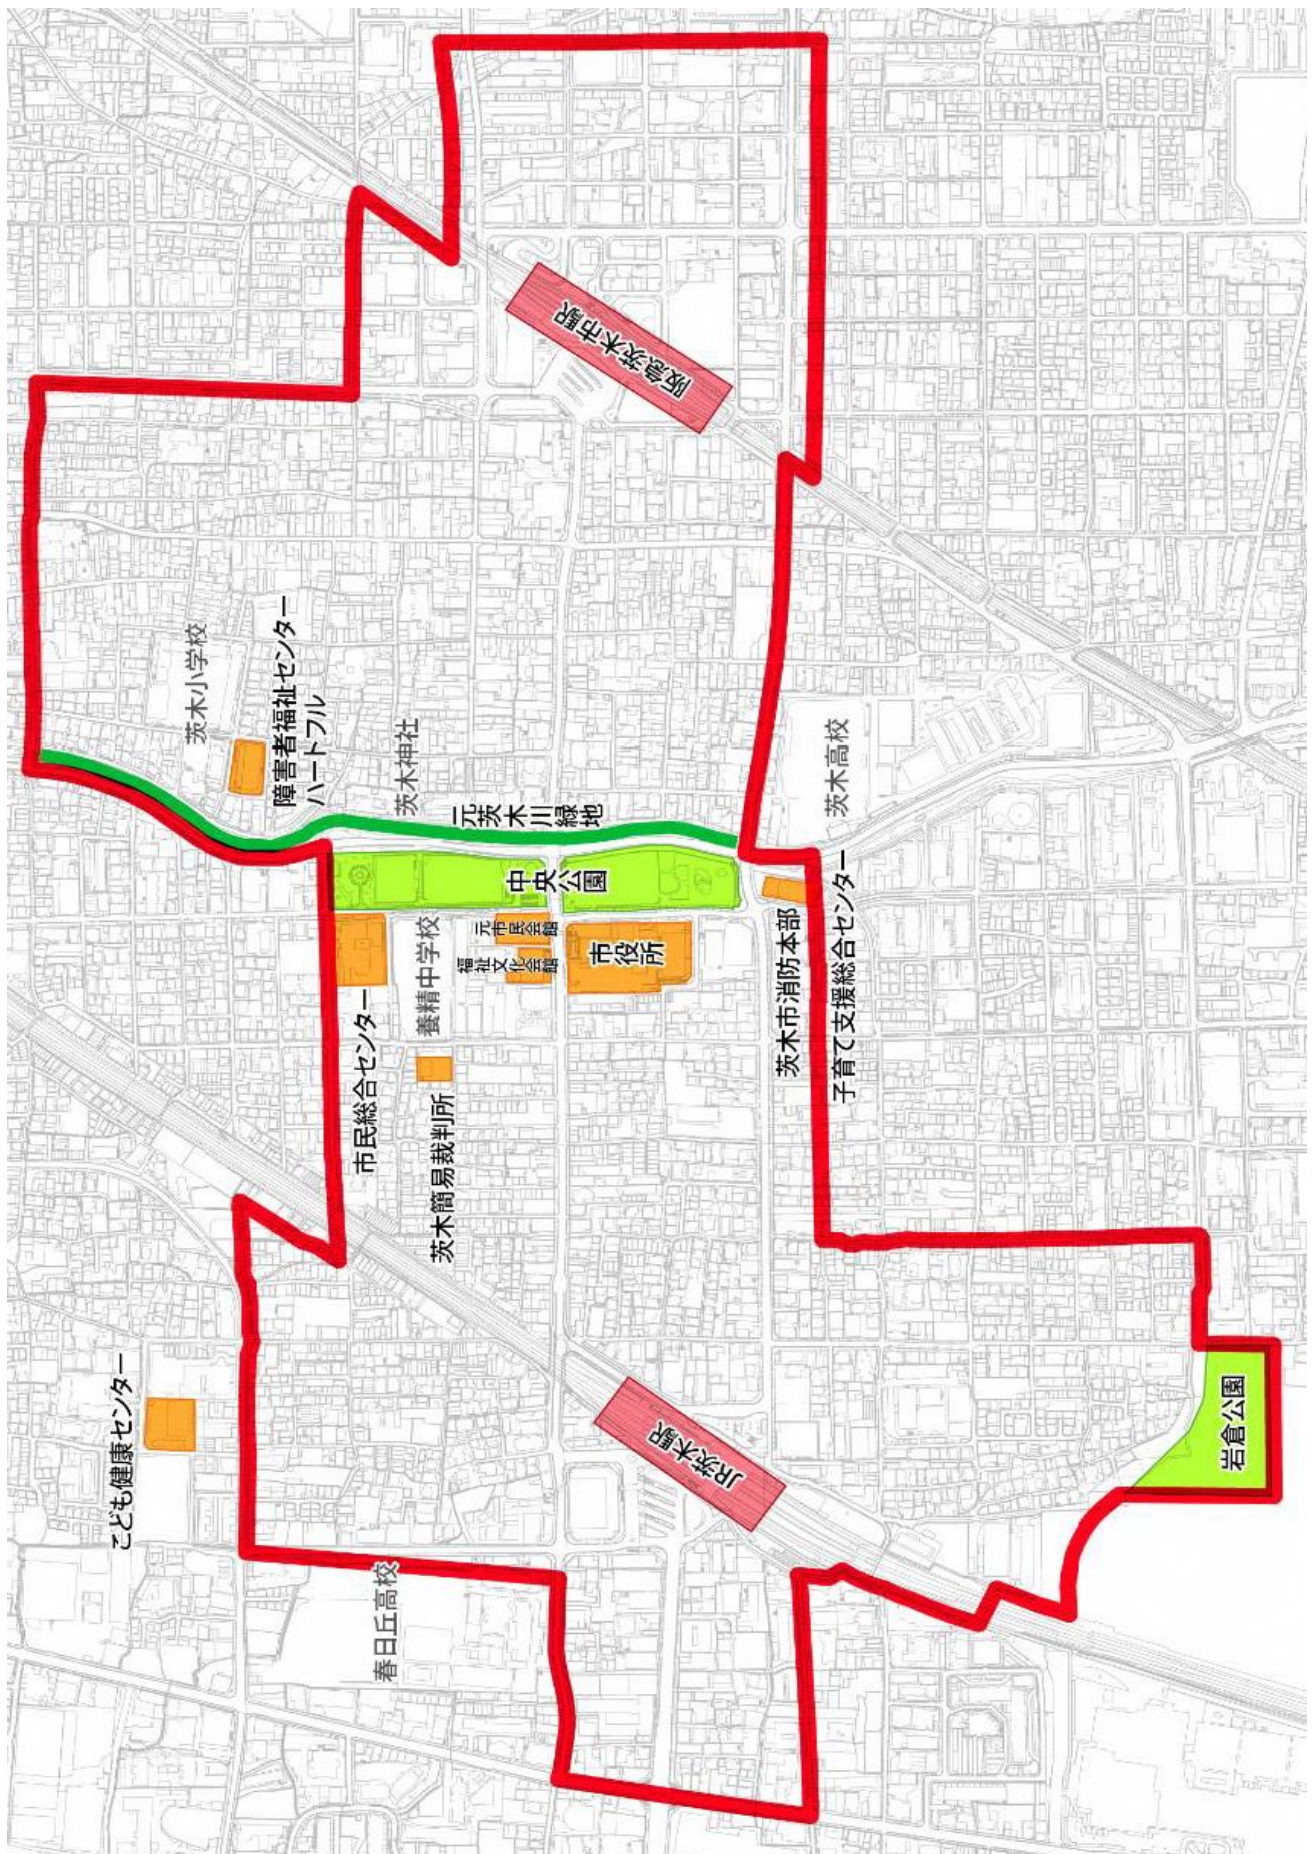 こども健康センター
春日丘高校
JR茨木駅
岩倉公園
市民総合センター
茨木簡易裁判所
養精中学校
福祉
文化会館
元市民会館
市役所
中央公園
茨木市消防本部
子育て支援総合センター
元茨木川緑地
茨木小学校
障害者福祉センター
ハートフル
茨木神社
茨木高校
阪急茨木市駅